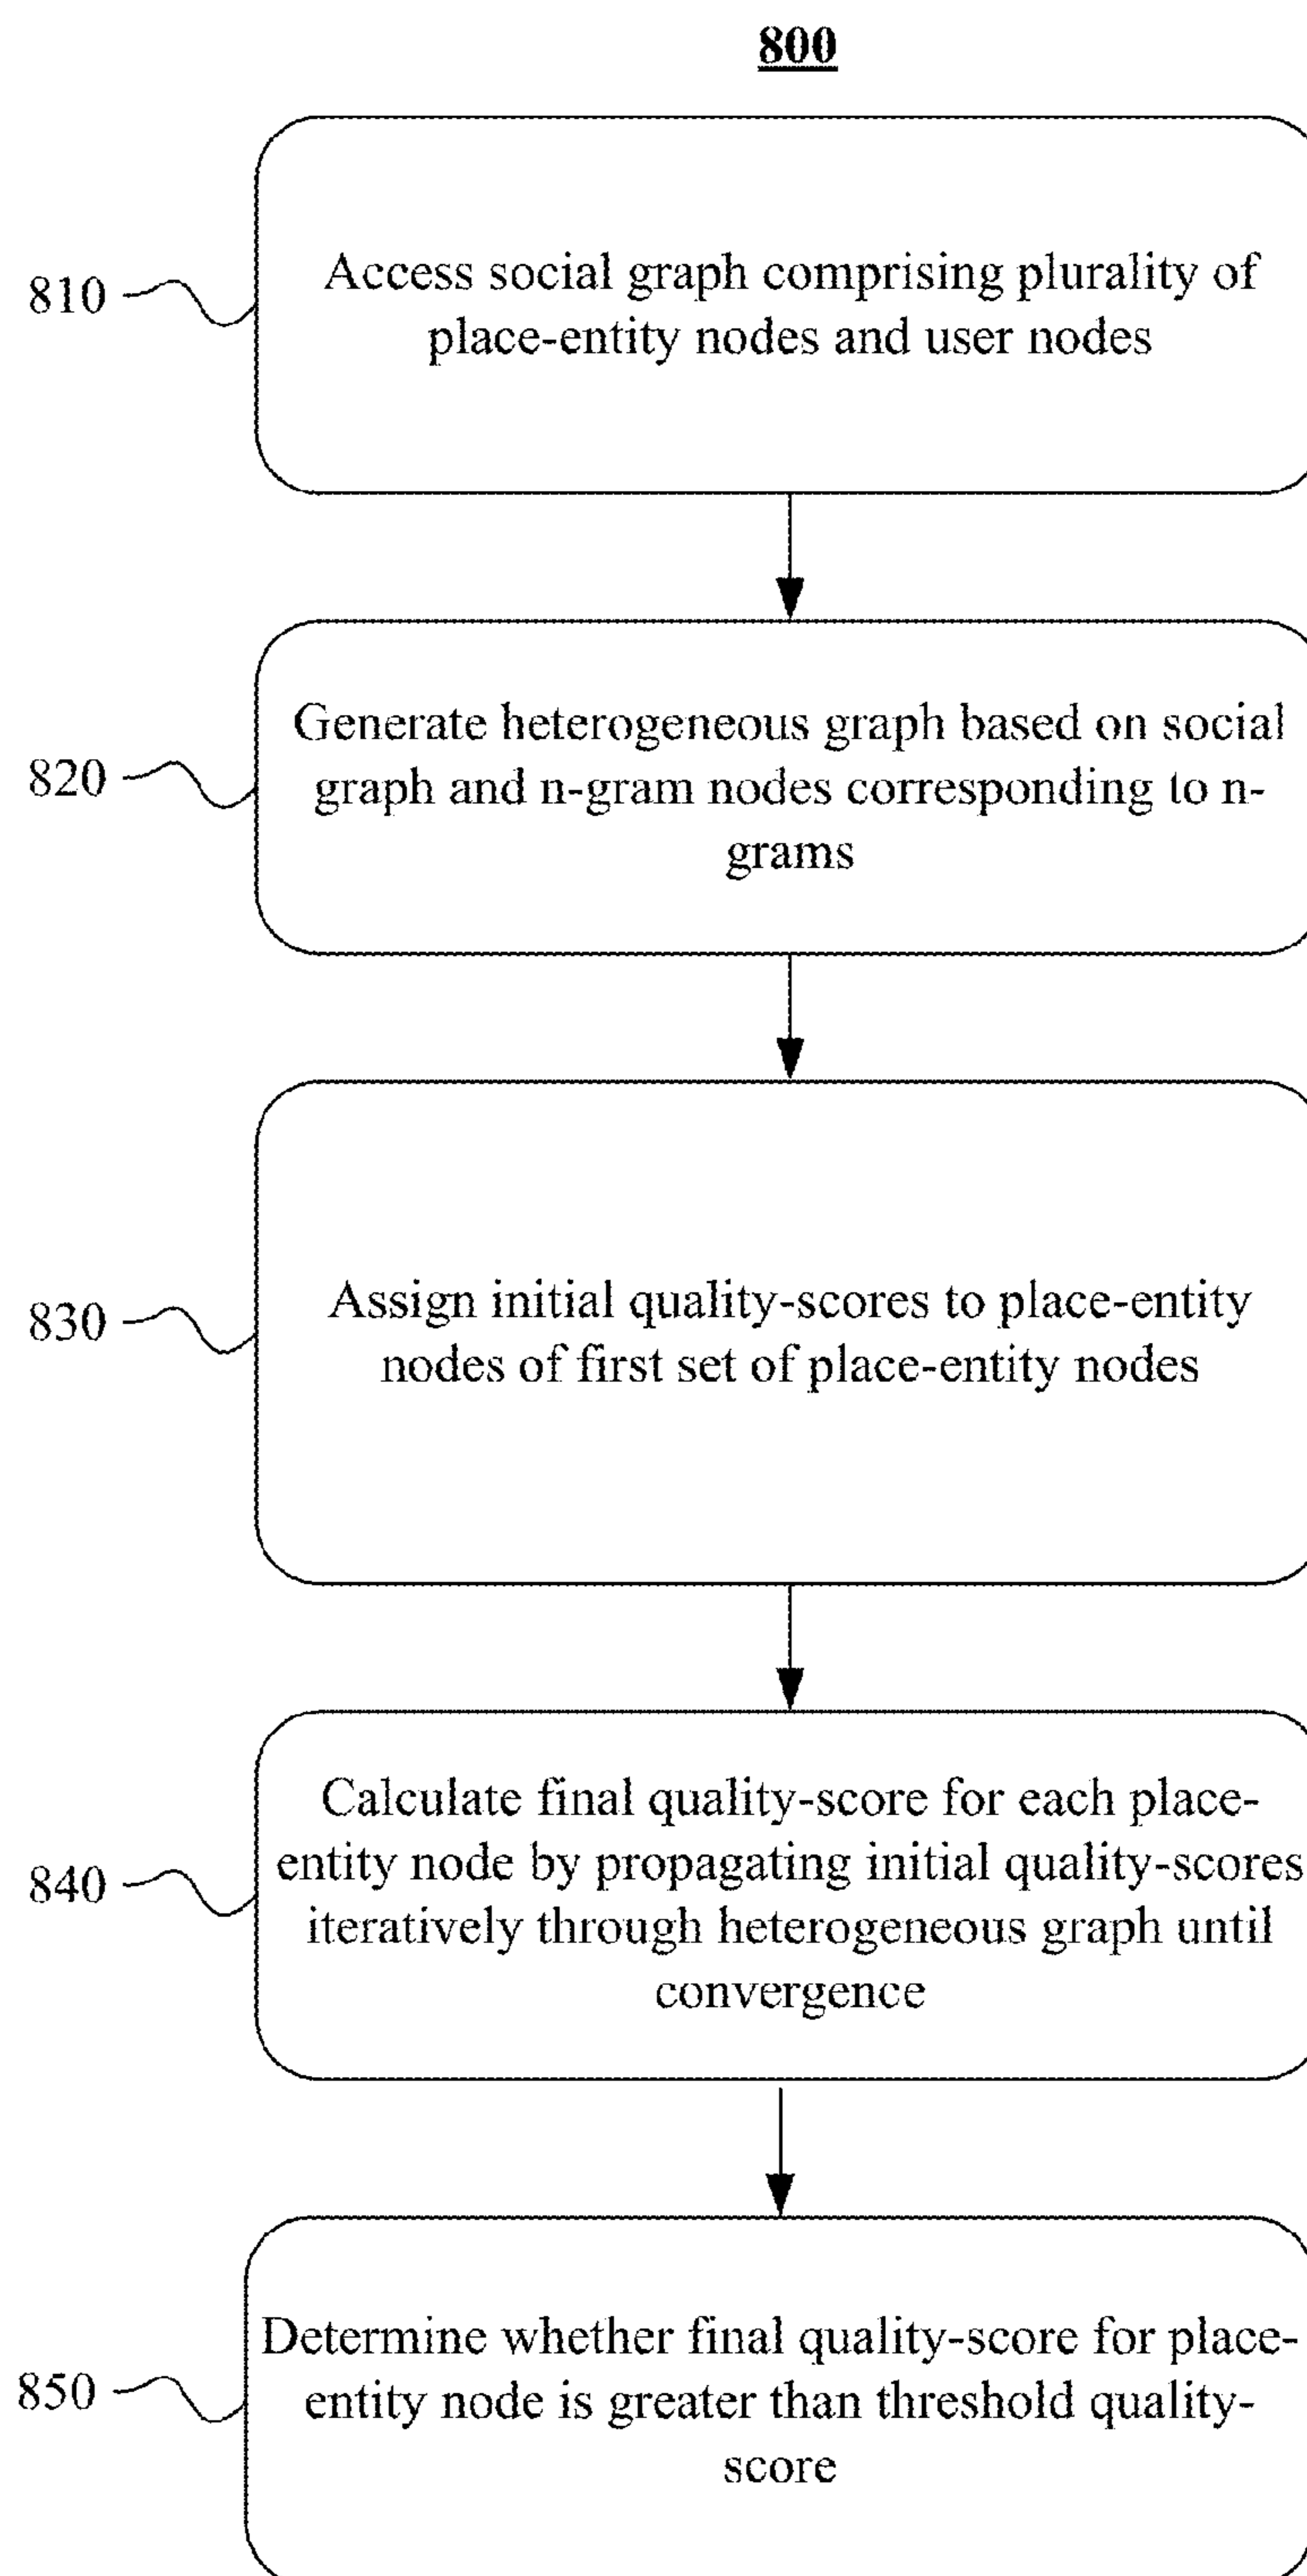 800
810
Access social graph comprising plurality of
place-entity nodes and user nodes
820
Generate heterogeneous graph based on social
graph and n-gram nodes corresponding to n-
grams
830
Assign initial quality-scores to place-entity
nodes of first set of place-entity nodes
840
Calculate final quality-score for each place-
entity node by propagating initial quality-scores
iteratively through heterogeneous graph until
convergence
850
Determine whether final quality-score for place-
entity node is greater than threshold quality-
score